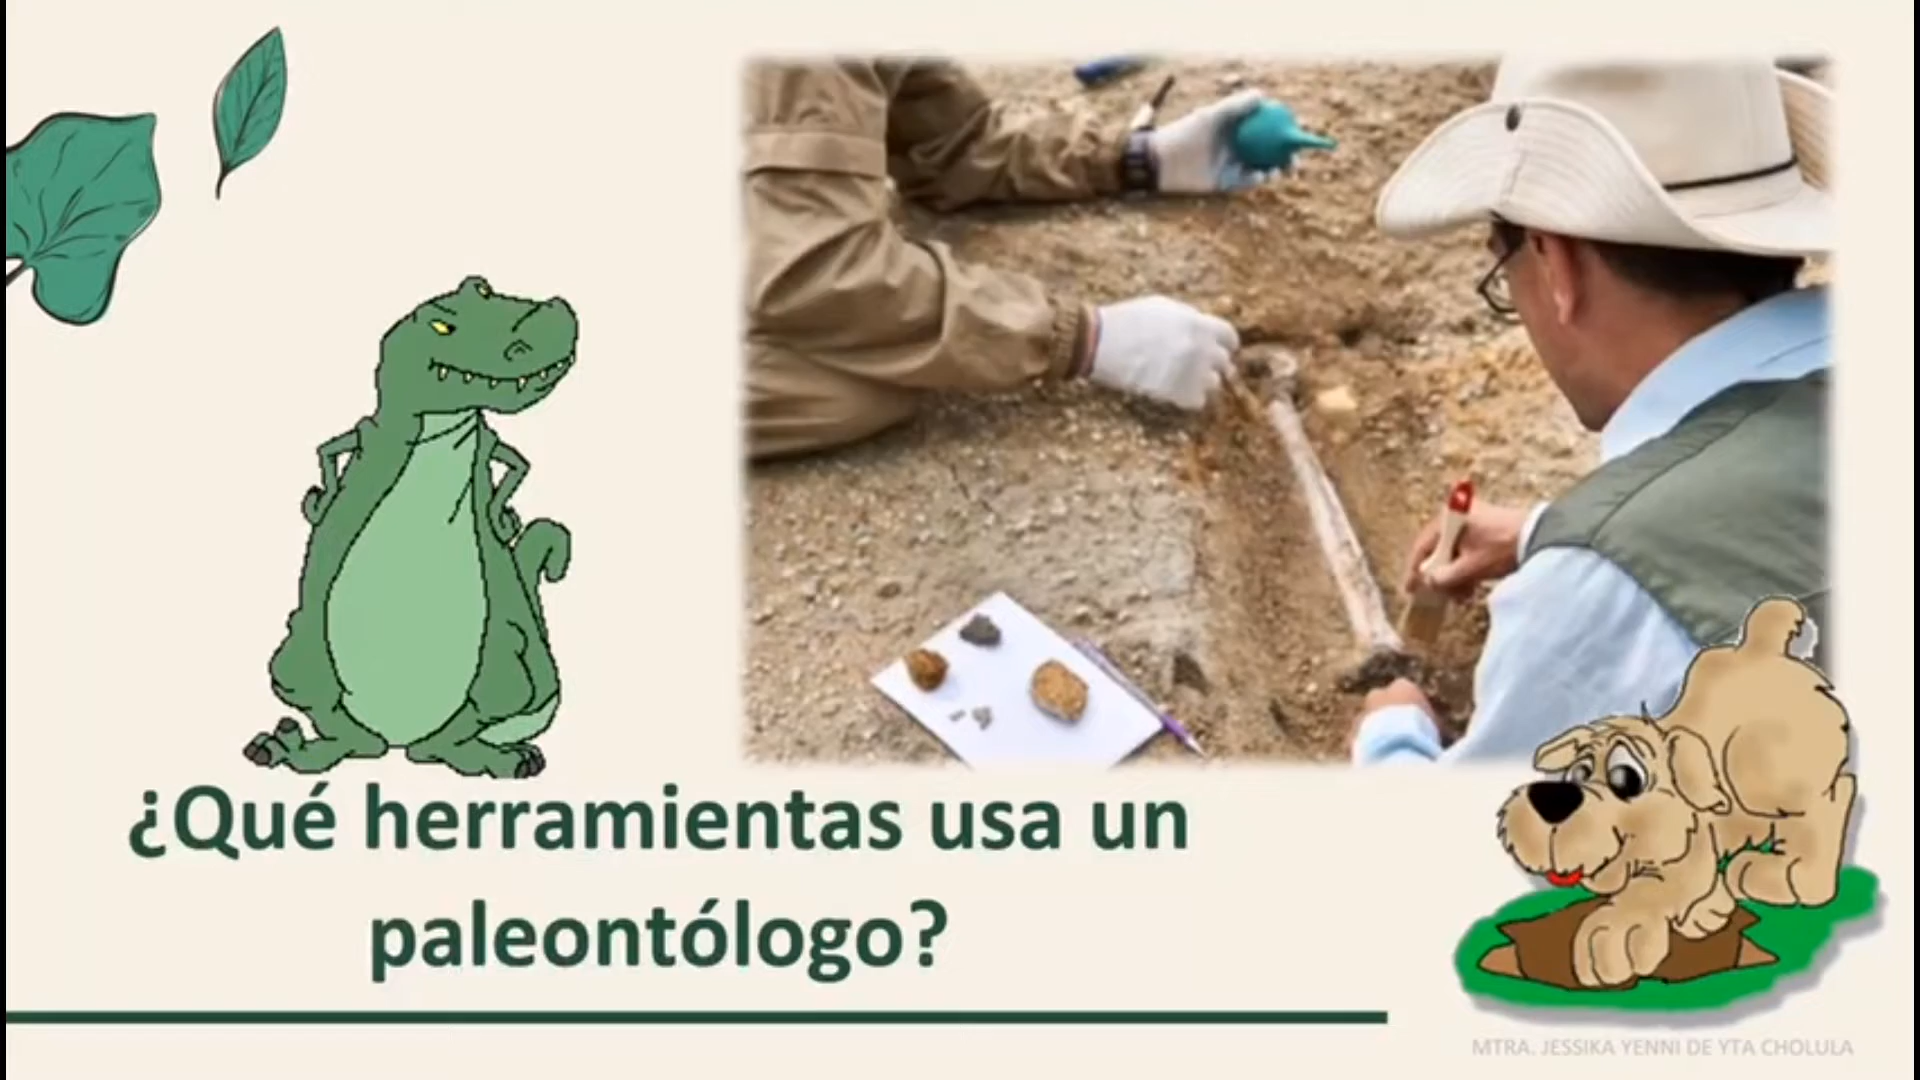 ¿Qué herramientas usa un
paleontólogo?
MTRA. JESSIKA YENNI DE YTA CHOLULA